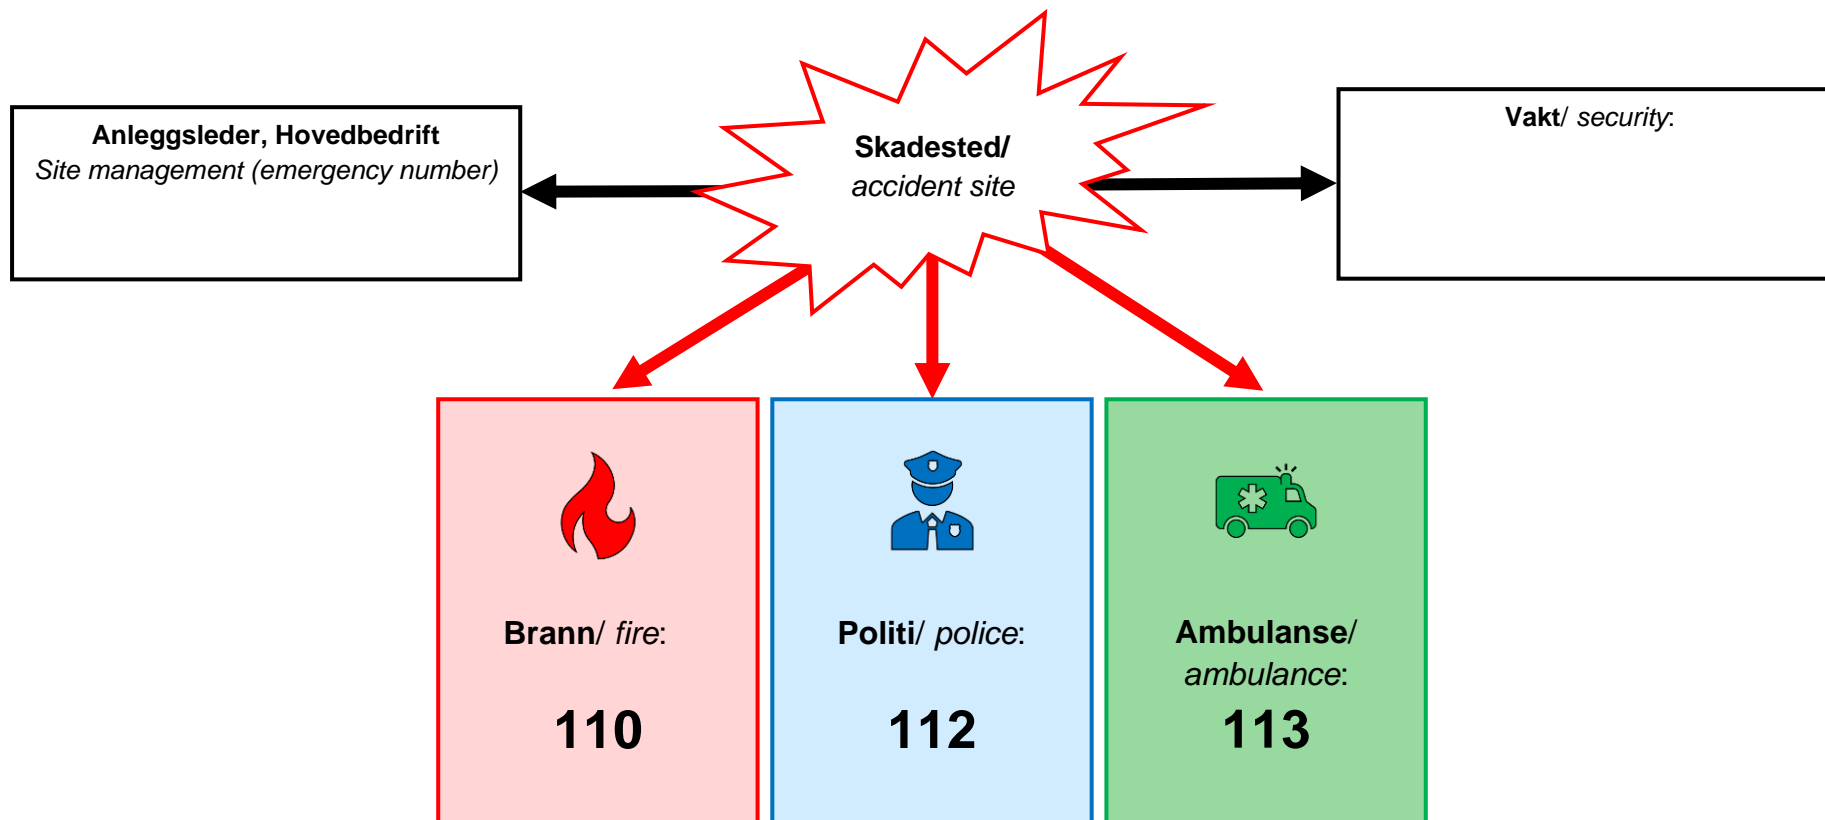 Anleggsleder, Hovedbedrift
Site management (emergency number)
Skadested/
accident site
Vakt/ security:
Brann/ fire:
110
Politi/ police:
112
Ambulanse/
ambulance:
113